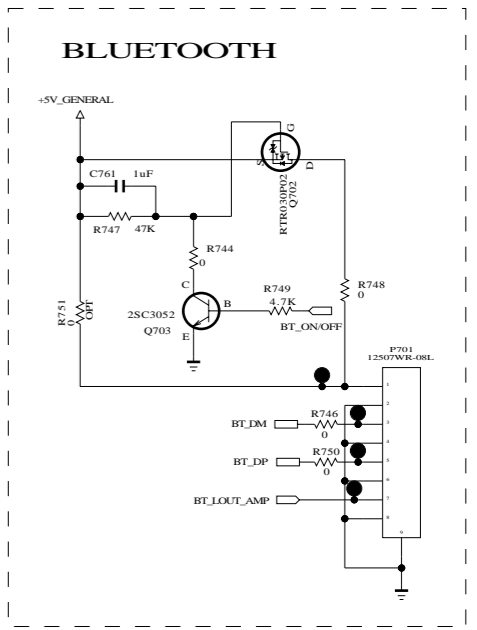 BLUETOOTH
+5V_GENERAL
G
S
D
RTR030P02
Q702
C761 1uF
R747 47K
R744
0
R751
0
OPT
C
B
E
2SC3052
Q703
R749
4.7K
BT_ON/OFF
R748
0
P701
12507WR-08L
1
2
R746
BT_DM
3
0
4
R750
BT_DP
5
0
6
BT_LOUT_AMP
7
8
9